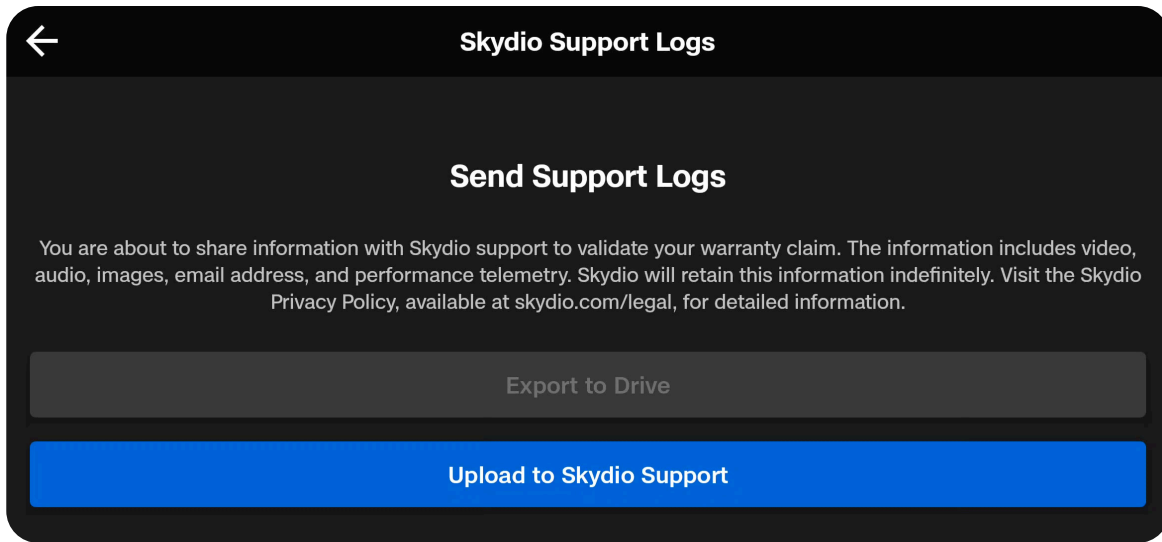 Skydio Support Logs
Send Support Logs
You are about to share information with Skydio support to validate your warranty claim. The information includes video,
audio, images, email address, and performance telemetry. Skydio will retain this information indefinitely. Visit the Skydio
Privacy Policy, available at skydio.com/legal, for detailed information.
Export to Drive
Upload to Skydio Support